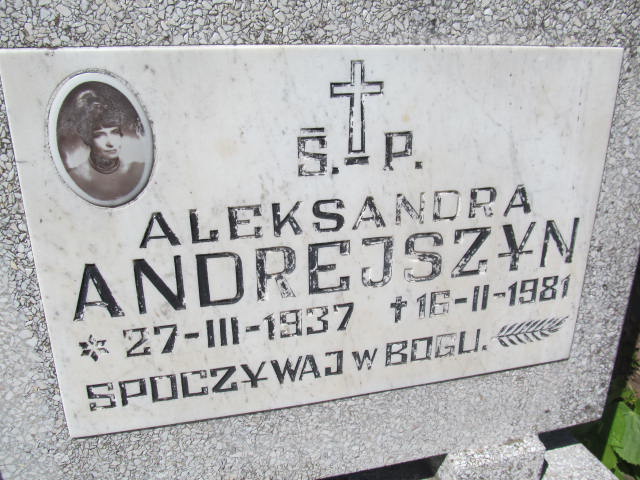 Ś. P.
ALEKSANDRA
ANDREJSZYN
* 27-III-1937 † 16-II-1981
SPOCZYWAJ W BOGU.